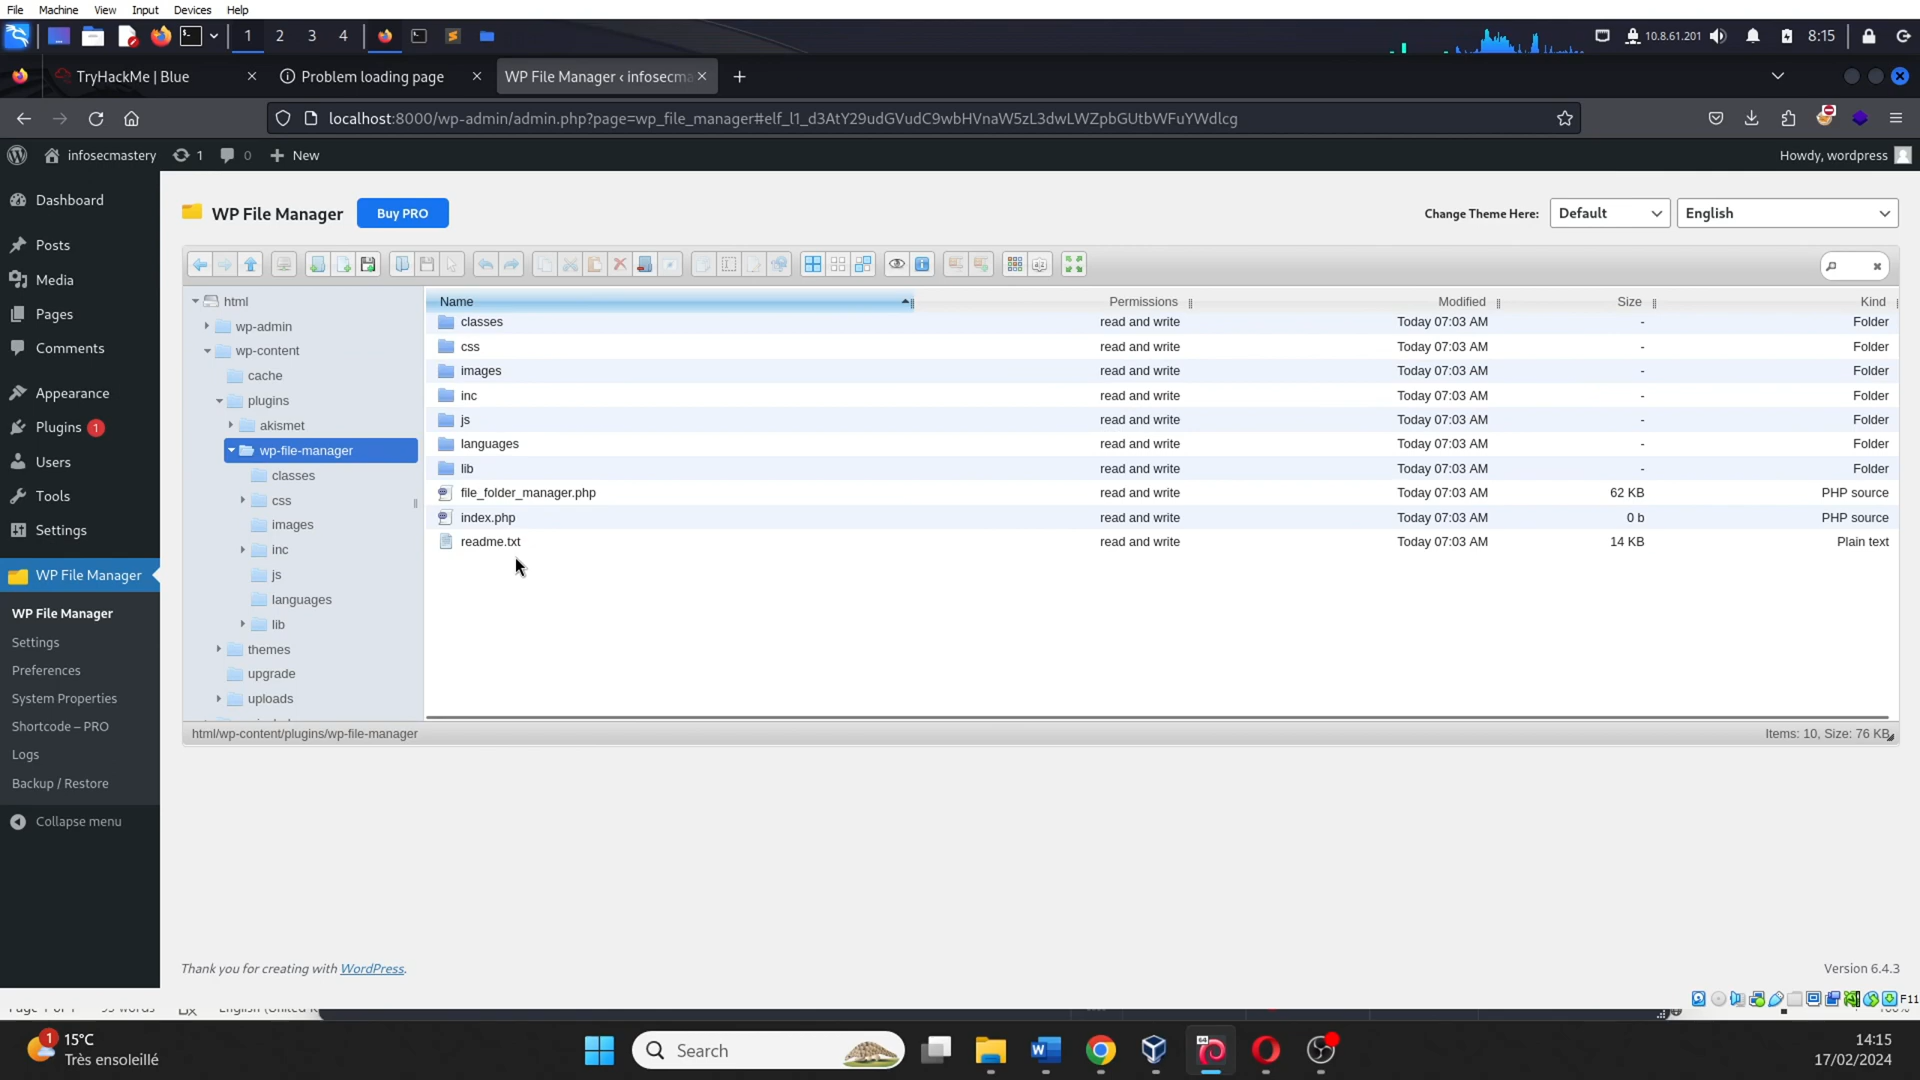 File Machine View Input Devices Help
1 2 3 4 10.8.61.201 8:15
TryHackMe | Blue Problem loading page WP File Manager ‹ infosecma
localhost:8000/wp-admin/admin.php?page=wp_file_manager#elf_l1_d3AtY29udGVudC9wbHVnaW5zL3dwLWZpbGUtbWFuYWdlcg
infosecmastery 1 0 New Howdy, wordpress
Dashboard
Posts
Media
Pages
Comments
Appearance
Plugins 1
Users
Tools
Settings
WP File Manager
WP File Manager
Settings
Preferences
System Properties
Shortcode – PRO
Logs
Backup / Restore
Collapse menu
WP File Manager Buy PRO Change Theme Here: Default English
html
wp-admin
wp-content
cache
plugins
akismet
wp-file-manager
classes
css
images
inc
js
languages
lib
themes
upgrade
uploads
Name Permissions Modified Size Kind
classes read and write Today 07:03 AM - Folder
css read and write Today 07:03 AM - Folder
images read and write Today 07:03 AM - Folder
inc read and write Today 07:03 AM - Folder
js read and write Today 07:03 AM - Folder
languages read and write Today 07:03 AM - Folder
lib read and write Today 07:03 AM - Folder
file_folder_manager.php read and write Today 07:03 AM 62 KB PHP source
index.php read and write Today 07:03 AM 0 b PHP source
readme.txt read and write Today 07:03 AM 14 KB Plain text
html/wp-content/plugins/wp-file-manager Items: 10, Size: 76 KB
Thank you for creating with WordPress. Version 6.4.3
F11
1 15°C
Très ensoleillé
Search
64
14:15
17/02/2024